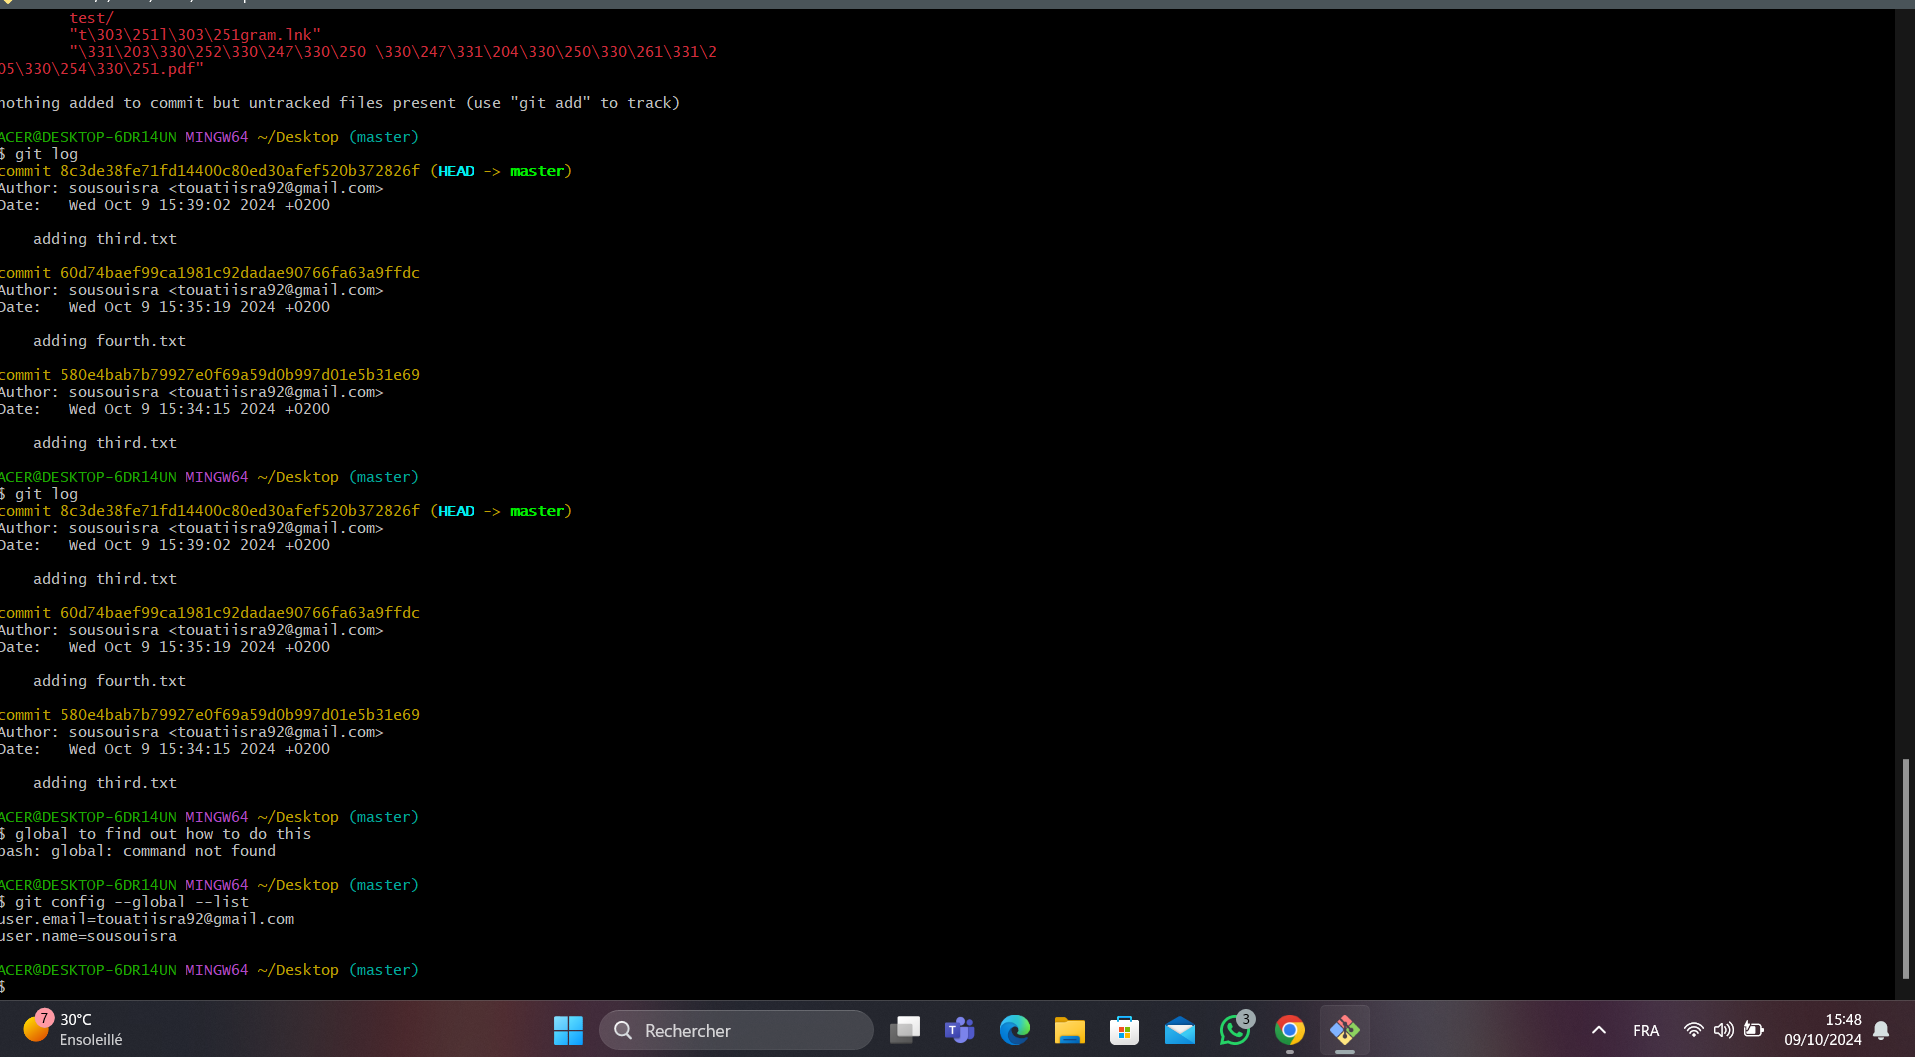 test/
"t\303\251l\303\251gram.lnk"
"\331\203\330\252\330\247\330\250 \330\247\331\204\330\250\330\261\331\2
05\330\254\330\251.pdf"
nothing added to commit but untracked files present (use "git add" to track)
ACER@DESKTOP-6DR14UN MINGW64 ~/Desktop (master)
$ git log
commit 8c3de38fe71fd14400c80ed30afef520b372826f (HEAD -> master)
Author: sousouisra <touatiisra92@gmail.com>
Date:   Wed Oct 9 15:39:02 2024 +0200
adding third.txt
commit 60d74baef99ca1981c92dadae90766fa63a9ffdc
Author: sousouisra <touatiisra92@gmail.com>
Date:   Wed Oct 9 15:35:19 2024 +0200
adding fourth.txt
commit 580e4bab7b79927e0f69a59d0b997d01e5b31e69
Author: sousouisra <touatiisra92@gmail.com>
Date:   Wed Oct 9 15:34:15 2024 +0200
adding third.txt
ACER@DESKTOP-6DR14UN MINGW64 ~/Desktop (master)
$ git log
commit 8c3de38fe71fd14400c80ed30afef520b372826f (HEAD -> master)
Author: sousouisra <touatiisra92@gmail.com>
Date:   Wed Oct 9 15:39:02 2024 +0200
adding third.txt
commit 60d74baef99ca1981c92dadae90766fa63a9ffdc
Author: sousouisra <touatiisra92@gmail.com>
Date:   Wed Oct 9 15:35:19 2024 +0200
adding fourth.txt
commit 580e4bab7b79927e0f69a59d0b997d01e5b31e69
Author: sousouisra <touatiisra92@gmail.com>
Date:   Wed Oct 9 15:34:15 2024 +0200
adding third.txt
ACER@DESKTOP-6DR14UN MINGW64 ~/Desktop (master)
$ global to find out how to do this
bash: global: command not found
ACER@DESKTOP-6DR14UN MINGW64 ~/Desktop (master)
$ git config --global --list
user.email=touatiisra92@gmail.com
user.name=sousouisra
ACER@DESKTOP-6DR14UN MINGW64 ~/Desktop (master)
$
7
30°C
Ensoleillé
Rechercher
3
FRA
15:48
09/10/2024